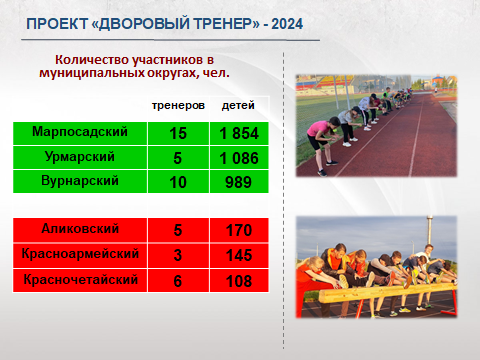 ПРОЕКТ «ДВОРОВЫЙ ТРЕНЕР» - 2024
Количество участников в
муниципальных округах, чел.
тренеров детей
Марпосадский 15 1 854
Урмарский 5 1 086
Вурнарский 10 989
Аликовский 5 170
Красноармейский 3 145
Красночетайский 6 108